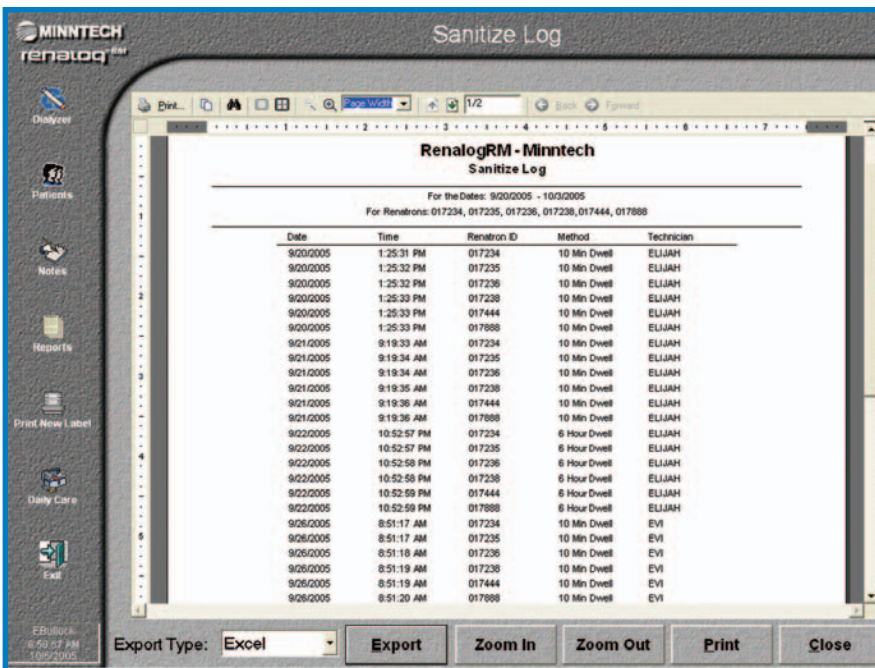 MINNTECH
renalog RM
Sanitize Log
Dialyzer
Patients
Notes
Reports
Print New Label
Daily Care
Exit
EBullock
8:50:57 AM
10/5/2005
Print...
Page Width
1/2
Back
Forward
1 2 3 4 5 6 7
RenalogRM - Minntech
Sanitize Log
For the Dates: 9/20/2005 - 10/3/2005
For Renatrons: 017234, 017235, 017236, 017238,017444, 017888
Date Time Renatron ID Method Technician
9/20/2005 1:25:31 PM 017234 10 Min Dwell ELIJAH
9/20/2005 1:25:32 PM 017235 10 Min Dwell ELIJAH
9/20/2005 1:25:32 PM 017236 10 Min Dwell ELIJAH
9/20/2005 1:25:33 PM 017238 10 Min Dwell ELIJAH
9/20/2005 1:25:33 PM 017444 10 Min Dwell ELIJAH
9/20/2005 1:25:33 PM 017888 10 Min Dwell ELIJAH
9/21/2005 9:19:33 AM 017234 10 Min Dwell ELIJAH
9/21/2005 9:19:34 AM 017235 10 Min Dwell ELIJAH
9/21/2005 9:19:34 AM 017236 10 Min Dwell ELIJAH
9/21/2005 9:19:35 AM 017238 10 Min Dwell ELIJAH
9/21/2005 9:19:36 AM 017444 10 Min Dwell ELIJAH
9/21/2005 9:19:36 AM 017888 10 Min Dwell ELIJAH
9/22/2005 10:52:57 PM 017234 6 Hour Dwell ELIJAH
9/22/2005 10:52:57 PM 017235 6 Hour Dwell ELIJAH
9/22/2005 10:52:58 PM 017236 6 Hour Dwell ELIJAH
9/22/2005 10:52:58 PM 017238 6 Hour Dwell ELIJAH
9/22/2005 10:52:59 PM 017444 6 Hour Dwell ELIJAH
9/22/2005 10:52:59 PM 017888 6 Hour Dwell ELIJAH
9/26/2005 8:51:17 AM 017234 10 Min Dwell EVI
9/26/2005 8:51:17 AM 017235 10 Min Dwell EVI
9/26/2005 8:51:18 AM 017236 10 Min Dwell EVI
9/26/2005 8:51:19 AM 017238 10 Min Dwell EVI
9/26/2005 8:51:19 AM 017444 10 Min Dwell EVI
9/26/2005 8:51:20 AM 017888 10 Min Dwell EVI
1
2
3
4
5
Export Type: Excel Export Zoom In Zoom Out Print Close